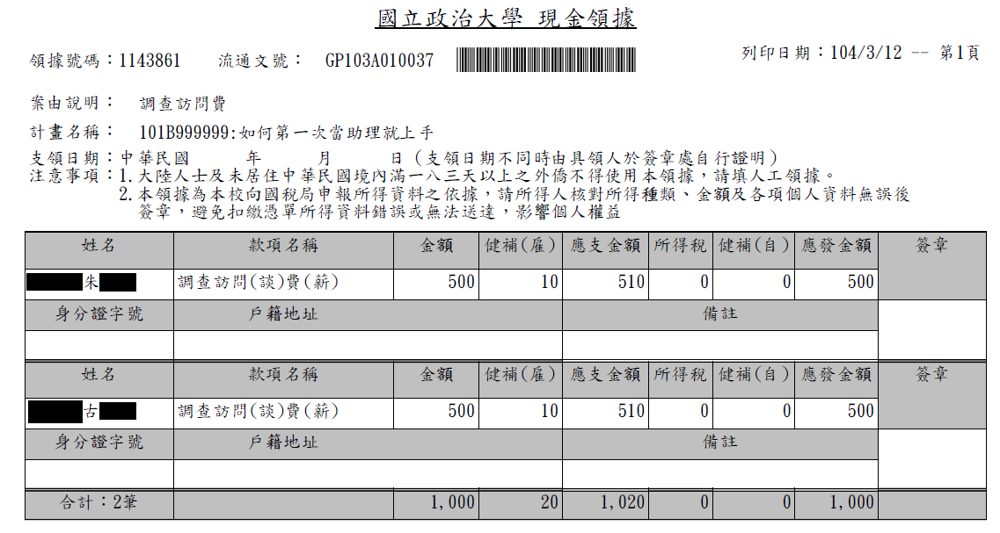 國立政治大學 現金領據
領據號碼：1143861 流通文號： GP103A010037 列印日期：104/3/12 -- 第1頁
案由說明： 調查訪問費
計畫名稱： 101B999999:如何第一次當助理就上手
支領日期：中華民國 年 月 日（支領日期不同時由具領人於簽章處自行證明）
注意事項：1.大陸人士及未居住中華民國境內滿一八三天以上之外僑不得使用本領據，請填人工領據。
2.本領據為本校向國稅局申報所得資料之依據，請所得人核對所得種類、金額及各項個人資料無誤後
簽章，避免扣繳憑單所得資料錯誤或無法送達，影響個人權益
姓名 款項名稱 金額 健補(雇) 應支金額 所得稅 健補(自) 應發金額 簽章
朱 調查訪問(談)費(薪) 500 10 510 0 0 500
身分證字號 戶籍地址 備註
姓名 款項名稱 金額 健補(雇) 應支金額 所得稅 健補(自) 應發金額 簽章
古 調查訪問(談)費(薪) 500 10 510 0 0 500
身分證字號 戶籍地址 備註
合計：2筆 1,000 20 1,020 0 0 1,000